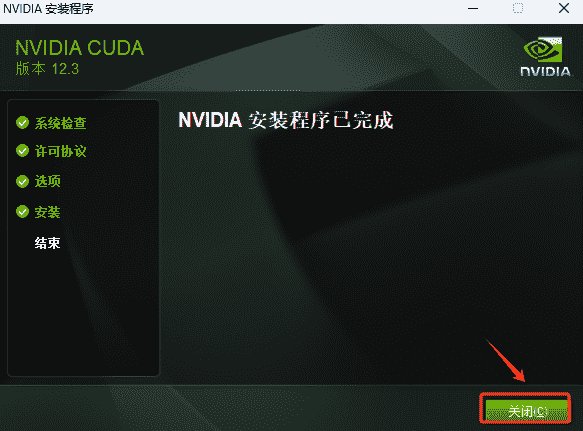 NVIDIA 安装程序
NVIDIA CUDA
版本 12.3
NVIDIA
系统检查
许可协议
选项
安装
结束
NVIDIA 安装程序已完成
关闭(C)